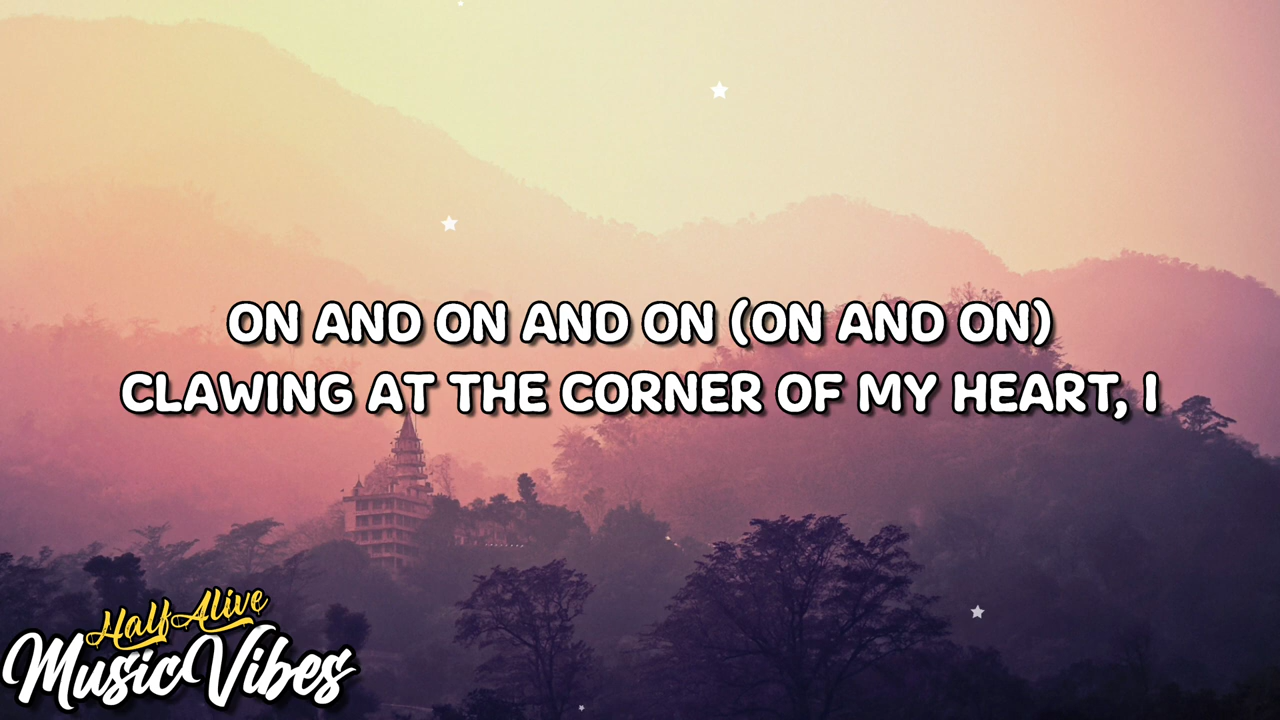 ON AND ON AND ON (ON AND ON)
CLAWING AT THE CORNER OF MY HEART, I
Half Alive
Music Vibes